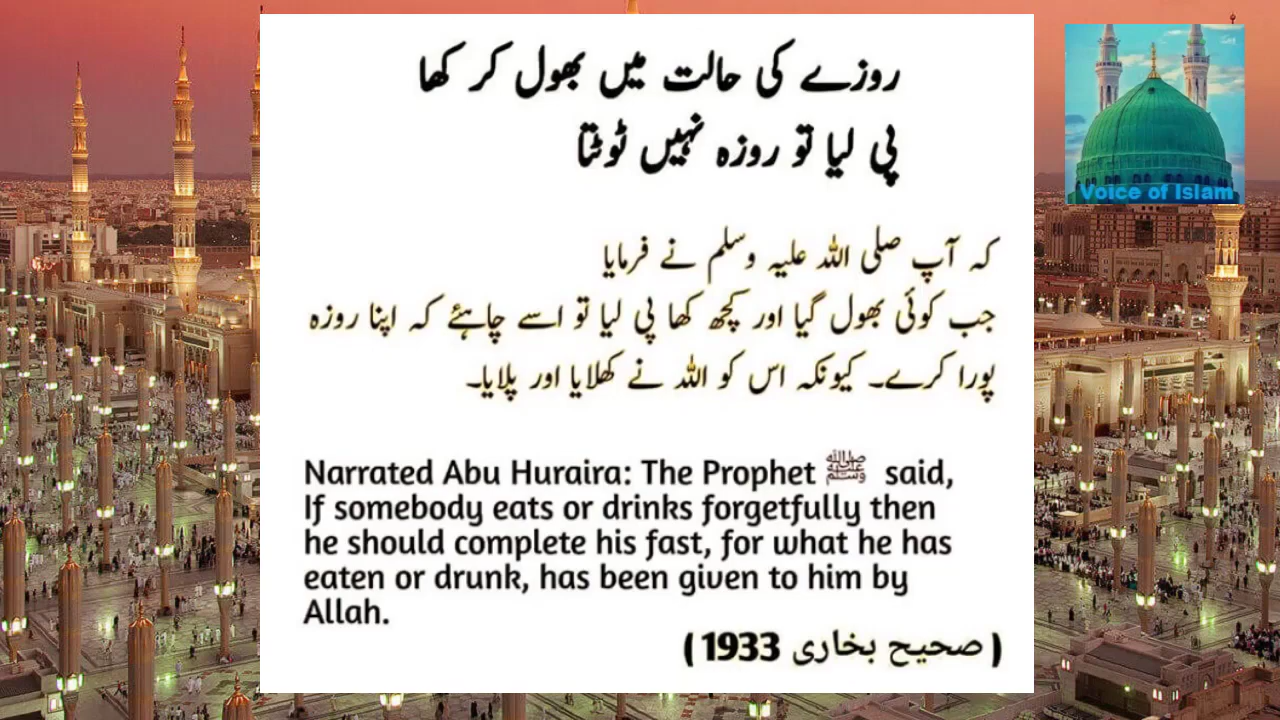 روزے کی حالت میں بھول کر کھا
پی لیا تو روزہ نہیں ٹوٹتا
کہ آپ صلی اللہ علیہ وسلم نے فرمایا
جب کوئی بھول گیا اور کچھ کھا پی لیا تو اسے چاہئے کہ اپنا روزہ
پورا کرے۔ کیونکہ اس کو اللہ نے کھلایا اور پلایا۔
Narrated Abu Huraira: The Prophet ﷺ said,
If somebody eats or drinks forgetfully then
he should complete his fast, for what he has
eaten or drunk, has been given to him by
Allah.
(صحیح بخاری 1933)
Voice of Islam